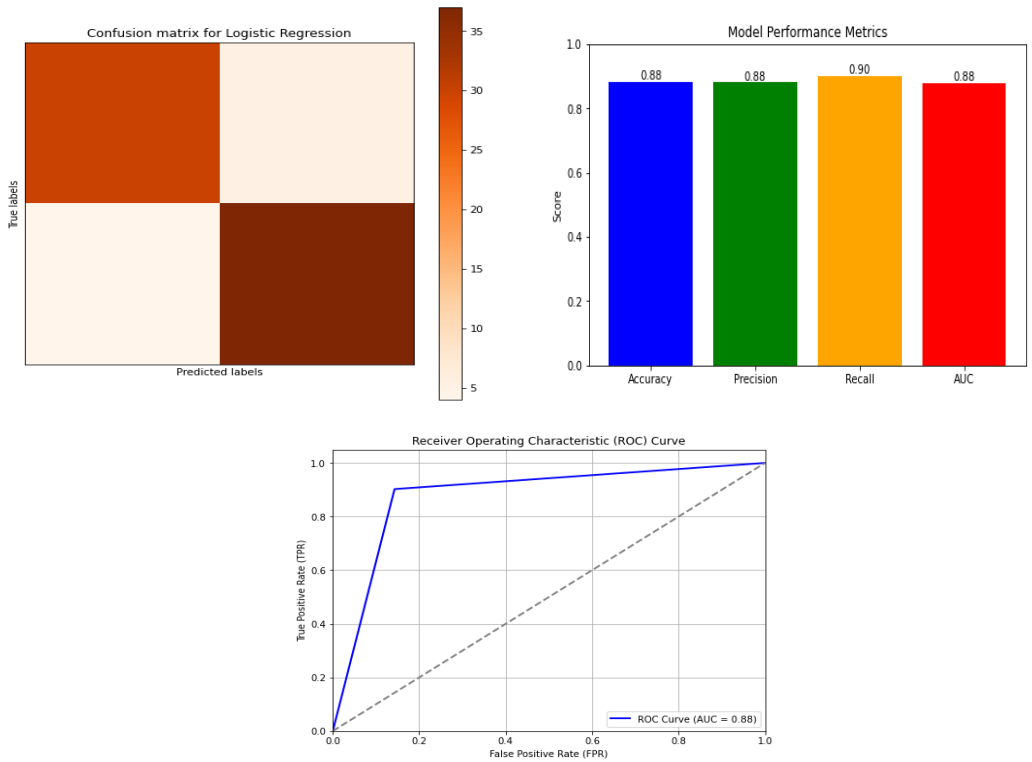 Confusion matrix for Logistic Regression
True labels
Predicted labels
35
30
25
20
15
10
5
Model Performance Metrics
Score
1.0
0.8
0.6
0.4
0.2
0.0
0.88
0.88
0.90
0.88
Accuracy
Precision
Recall
AUC
Receiver Operating Characteristic (ROC) Curve
True Positive Rate (TPR)
1.0
0.8
0.6
0.4
0.2
0.0
0.0
0.2
0.4
0.6
0.8
1.0
ROC Curve (AUC = 0.88)
False Positive Rate (FPR)